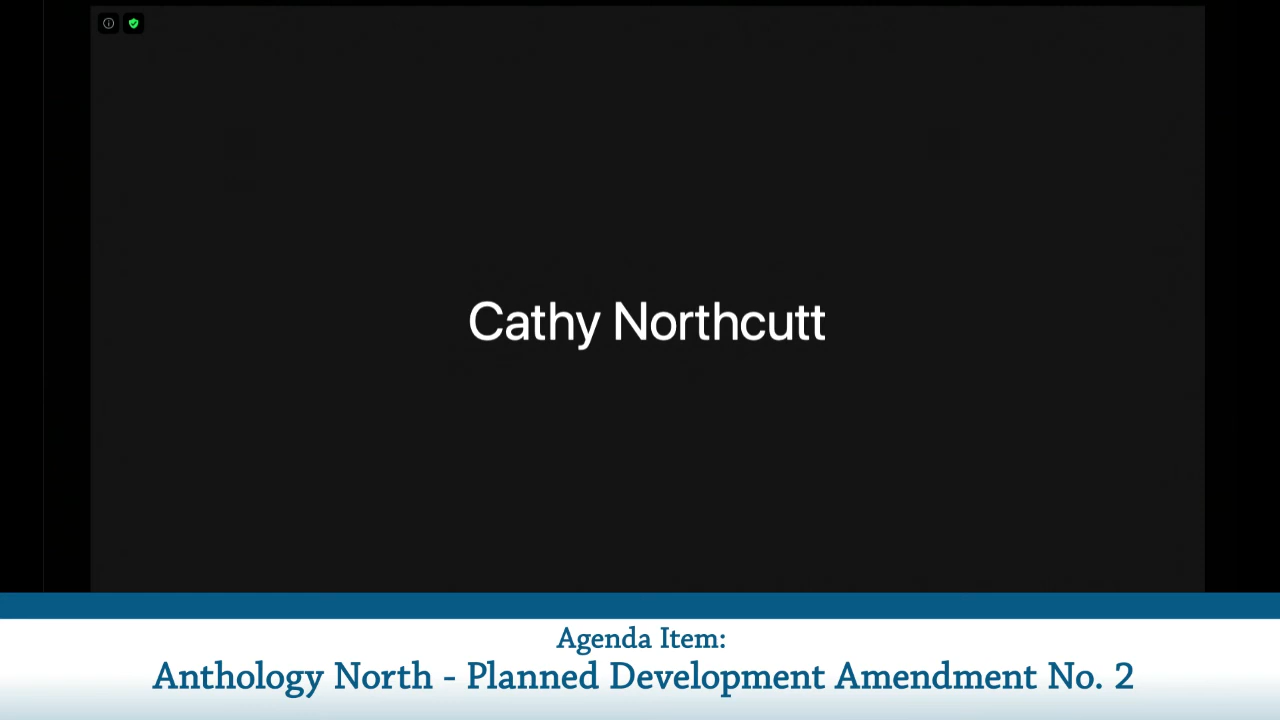 Cathy Northcutt
Agenda Item:
Anthology North - Planned Development Amendment No. 2